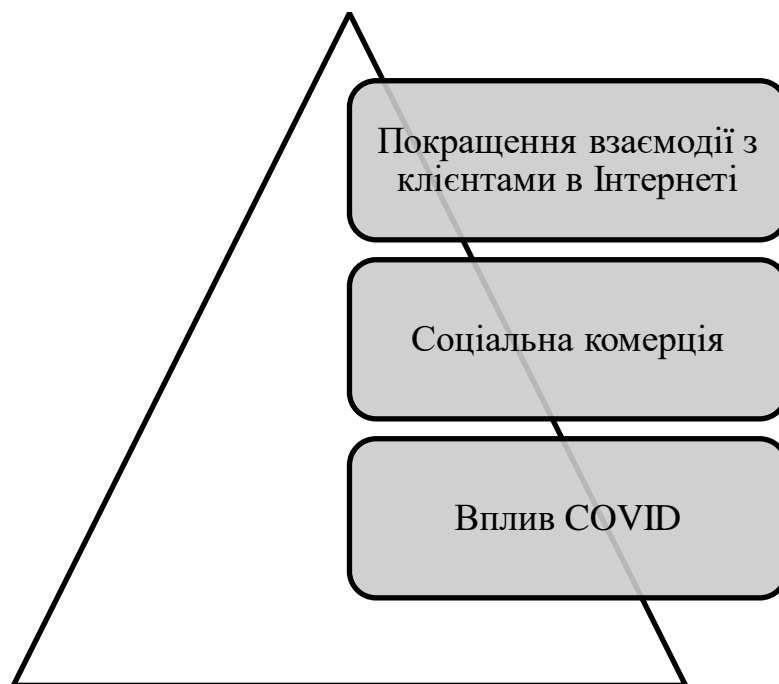 Покращення взаємодії з
клієнтами в Інтернеті
Соціальна комерція
Вплив COVID